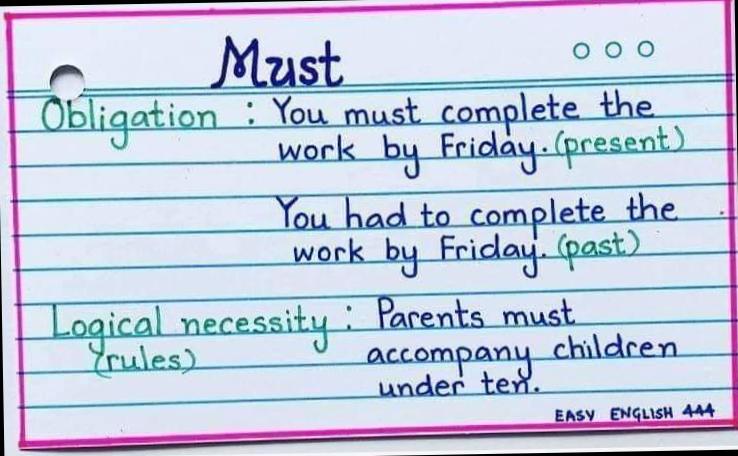 Must
Obligation : You must complete the
work by Friday. (present)
You had to complete the
work by Friday. (past)
Logical necessity : Parents must
(rules) accompany children
under ten.
EASY ENGLISH 444